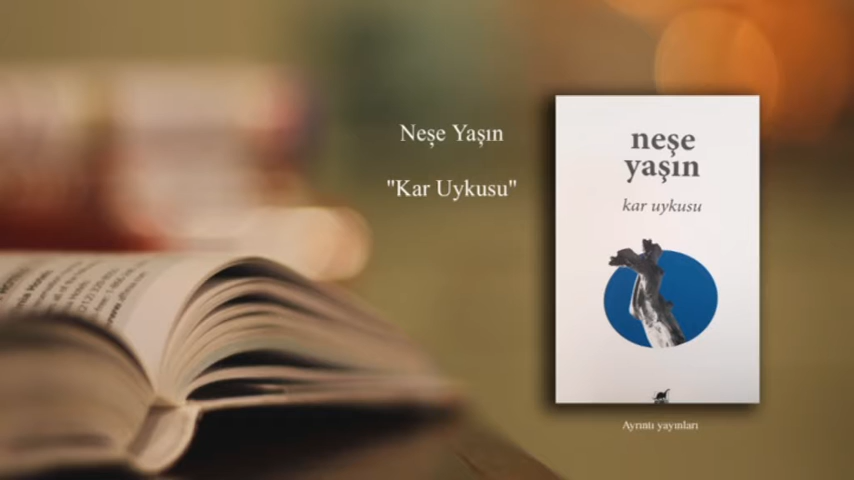 Neşe Yaşın
"Kar Uykusu"
neşe
yaşın
kar uykusu
Ayrıntı yayınları